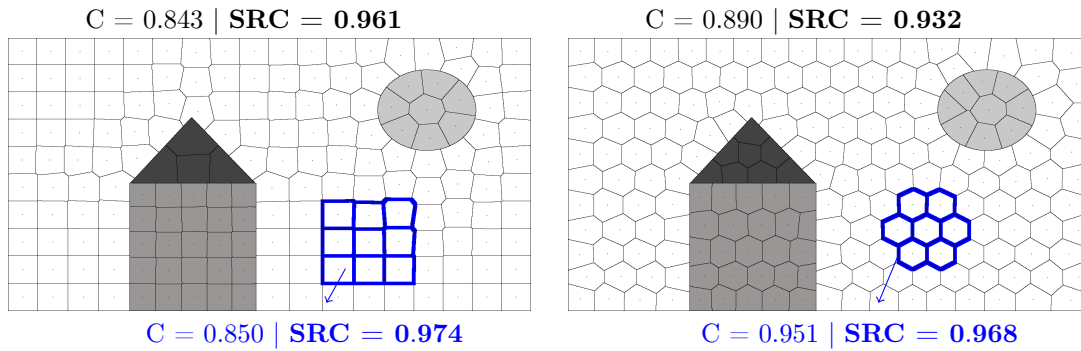 C = 0.843 | SRC = 0.961
C = 0.890 | SRC = 0.932
C = 0.850 | SRC = 0.974
C = 0.951 | SRC = 0.968